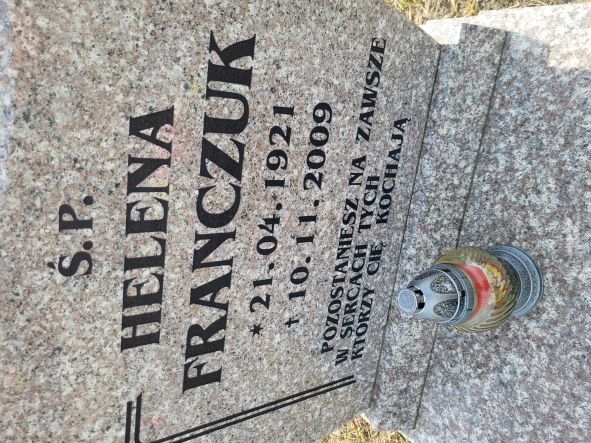 Ś.P.
HELENA
FRANCZUK
* 21.04.1921
† 10.11.2009
POZOSTANIESZ NA ZAWSZE
W SERCACH TYCH
KTÓRZY CIĘ KOCHAJĄ